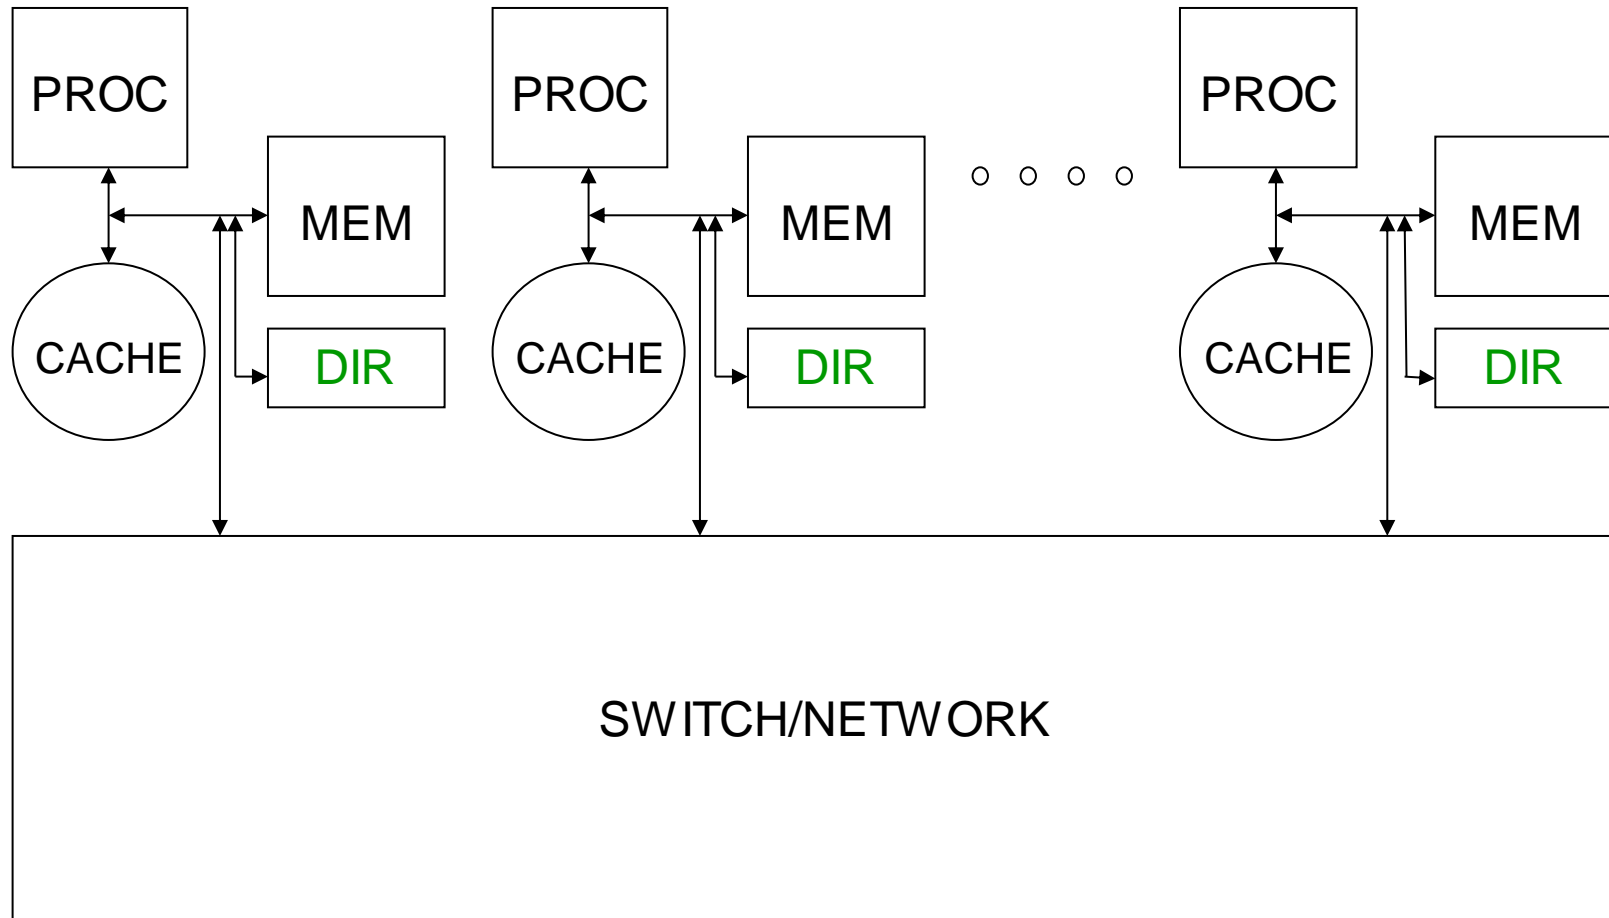 PROC
PROC
PROC
MEM
MEM
MEM
CACHE
CACHE
CACHE
DIR
DIR
DIR
SWITCH/NETWORK